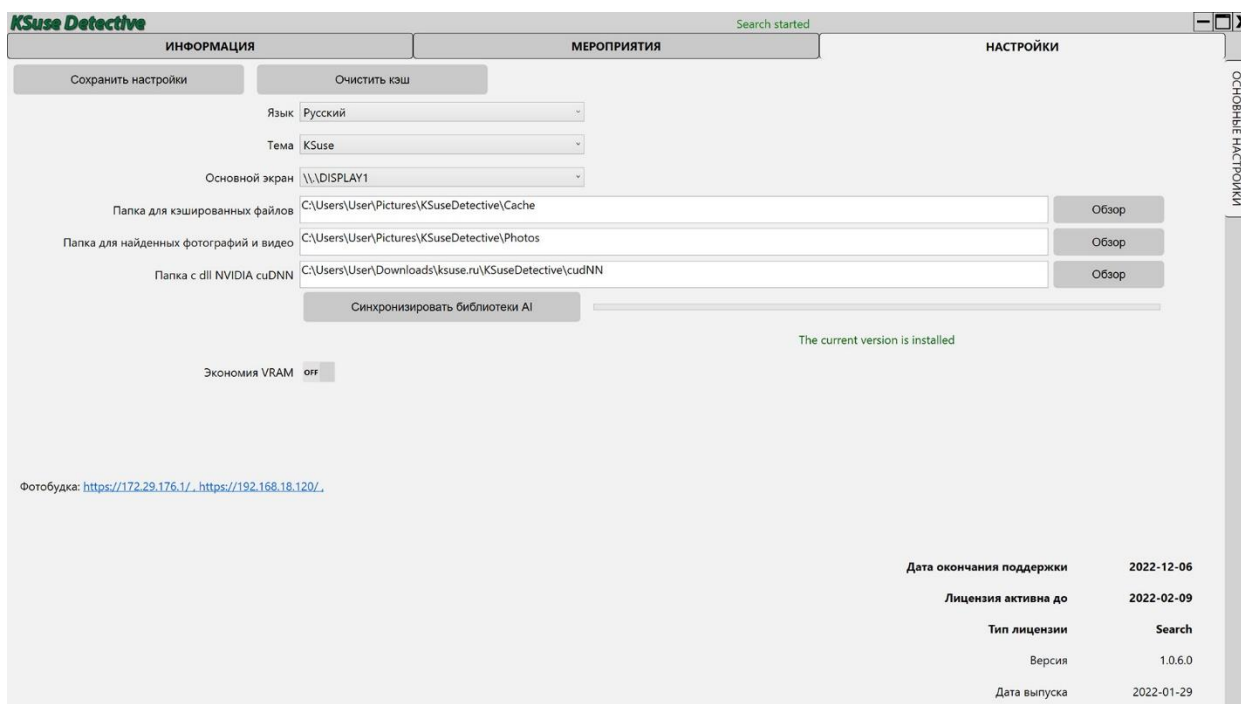 KSuse Detective
Search started
ИНФОРМАЦИЯ
МЕРОПРИЯТИЯ
НАСТРОЙКИ
ОСНОВНЫЕ НАСТРОЙКИ
Сохранить настройки
Очистить кэш
Язык Русский
Тема KSuse
Основной экран \\.\DISPLAY1
Папка для кэшированных файлов C:\Users\User\Pictures\KSuseDetective\Cache Обзор
Папка для найденных фотографий и видео C:\Users\User\Pictures\KSuseDetective\Photos Обзор
Папка с dll NVIDIA cuDNN C:\Users\User\Downloads\ksuse.ru\KSuseDetective\cudNN Обзор
Синхронизировать библиотеки AI
The current version is installed
Экономия VRAM OFF
Фотобудка: https://172.29.176.1/ , https://192.168.18.120/ ,
Дата окончания поддержки 2022-12-06
Лицензия активна до 2022-02-09
Тип лицензии Search
Версия 1.0.6.0
Дата выпуска 2022-01-29